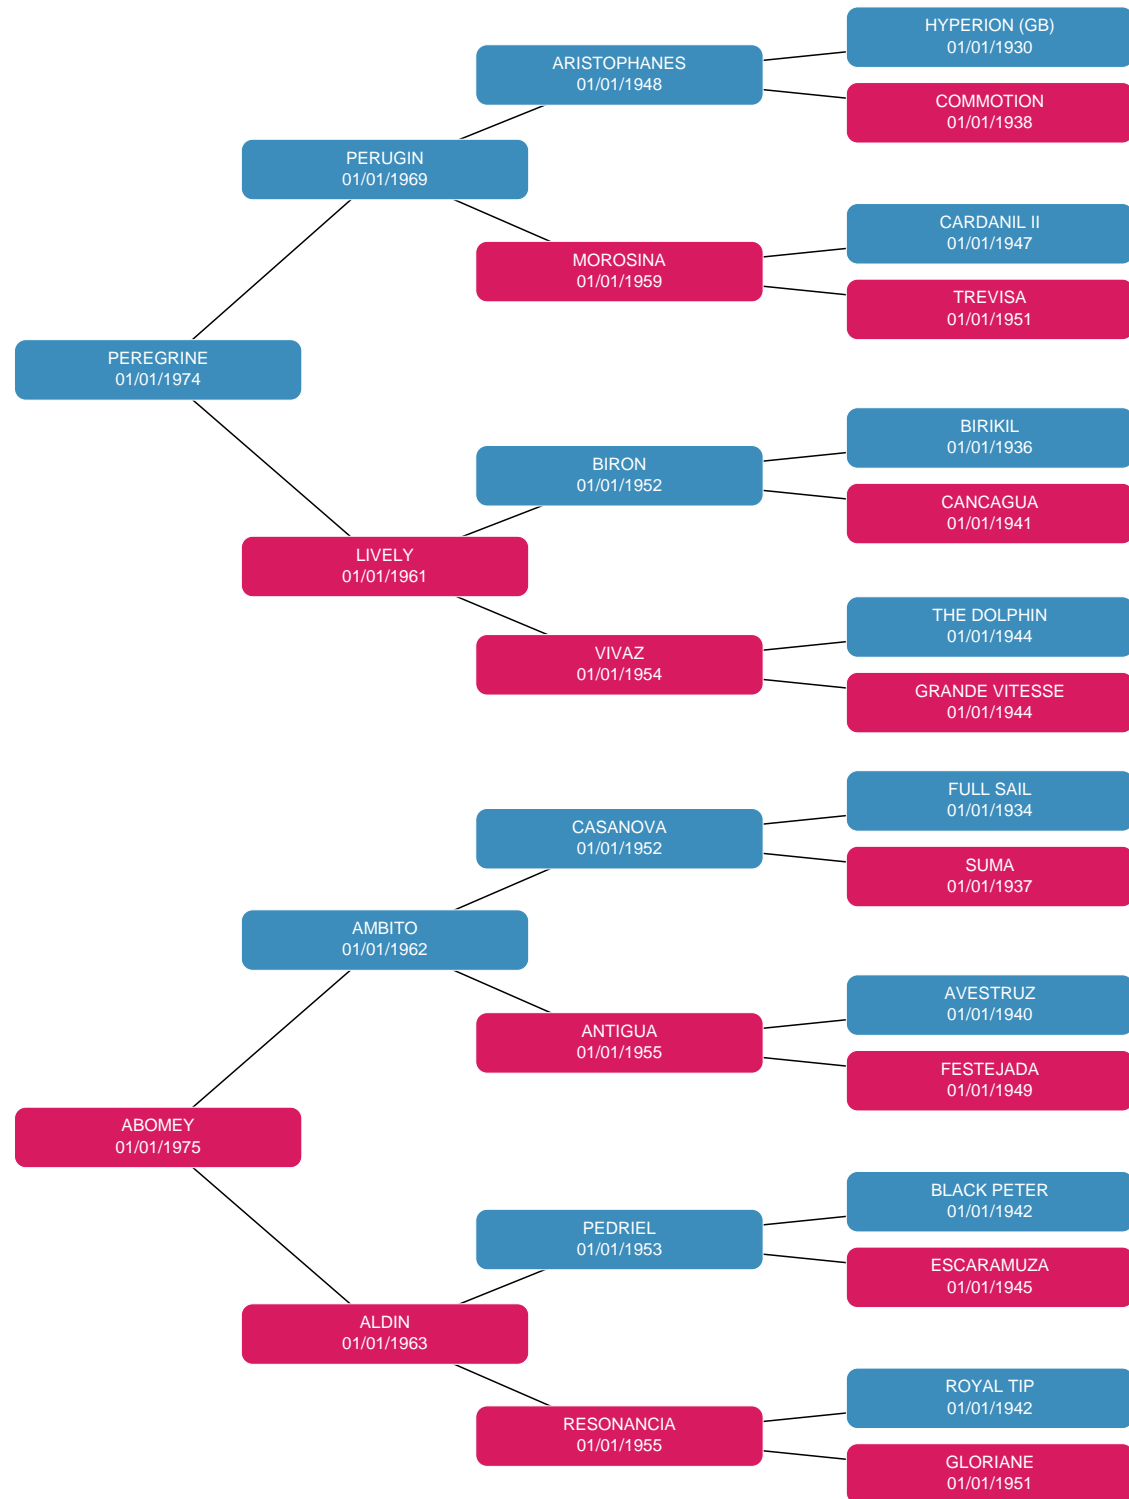 HYPERION (GB)
01/01/1930
ARISTOPHANES
01/01/1948
COMMOTION
01/01/1938
PERUGIN
01/01/1969
CARDANIL II
01/01/1947
MOROSINA
01/01/1959
TREVISA
01/01/1951
PEREGRINE
01/01/1974
BIRIKIL
01/01/1936
BIRON
01/01/1952
CANCAGUA
01/01/1941
LIVELY
01/01/1961
THE DOLPHIN
01/01/1944
VIVAZ
01/01/1954
GRANDE VITESSE
01/01/1944
FULL SAIL
01/01/1934
CASANOVA
01/01/1952
SUMA
01/01/1937
AMBITO
01/01/1962
AVESTRUZ
01/01/1940
ANTIGUA
01/01/1955
FESTEJADA
01/01/1949
ABOMEY
01/01/1975
BLACK PETER
01/01/1942
PEDRIEL
01/01/1953
ESCARAMUZA
01/01/1945
ALDIN
01/01/1963
ROYAL TIP
01/01/1942
RESONANCIA
01/01/1955
GLORIANE
01/01/1951